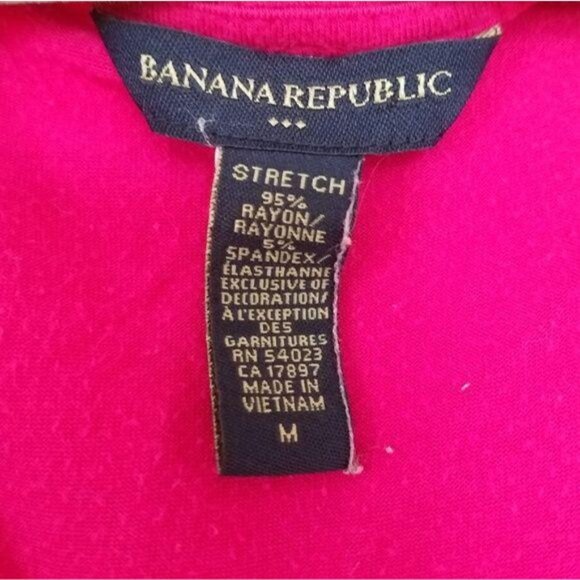 BANANA REPUBLIC
STRETCH
95%
RAYON/
RAYONNE
5%
SPANDEX/
ÉLASTHANNE
EXCLUSIVE OF
DECORATION/
À L'EXCEPTION
DES
GARNITURES
RN 54023
CA 17897
MADE IN
VIETNAM
M